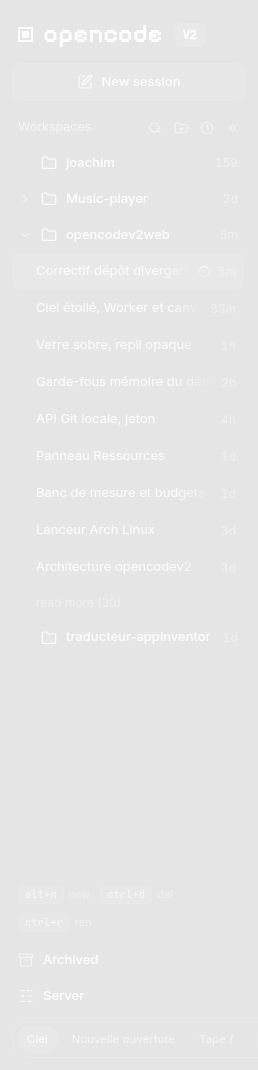 opencode V2
New session
Workspaces
joachim 159
Music-player 3d
opencodev2web 5m
Correctif dépôt diverge 5m
Ciel étoilé, Worker et canv 33m
Verre sobre, repli opaque 1h
Garde-fous mémoire du dé 2h
API Git locale, jeton 4h
Panneau Ressources 1d
Banc de mesure et budgets 1d
Lanceur Arch Linux 3d
Architecture opencodev2 3d
read more (30)
traducteur-appinventor 1d
alt+n new ctrl+d del
ctrl+r ren
Archived
Server
Ciel Nouvelle ouverture Tape /